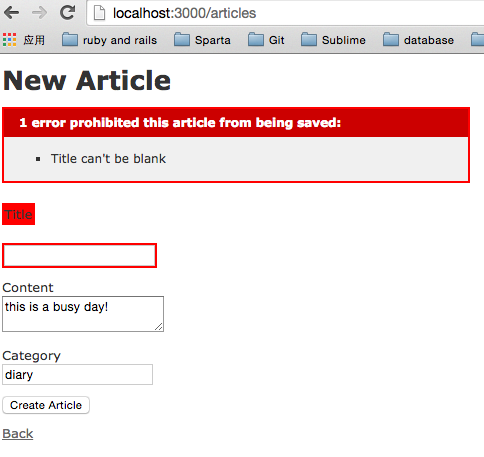 localhost:3000/articles
应用 ruby and rails Sparta Git Sublime database
New Article
1 error prohibited this article from being saved:
Title can't be blank
Title
Content
this is a busy day!
Category
diary
Create Article
Back